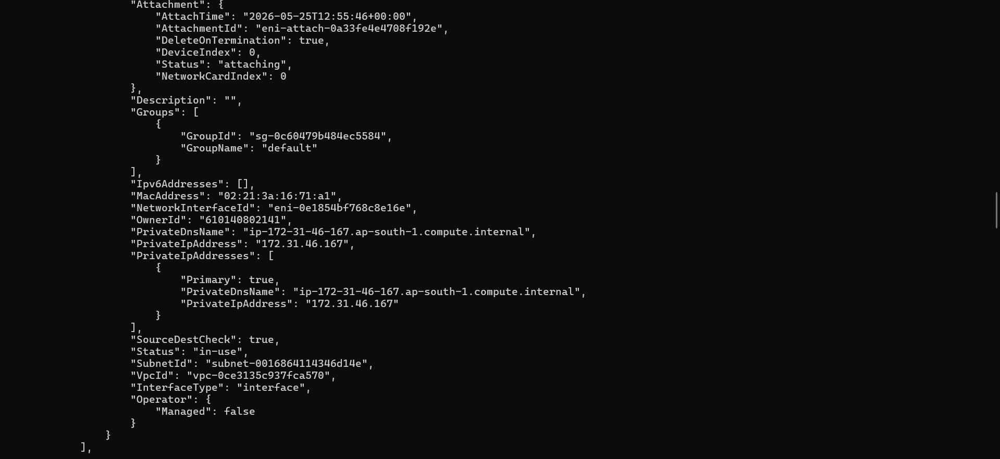 "Attachment": {
"AttachTime": "2026-05-25T12:55:46+00:00",
"AttachmentId": "eni-attach-0a33fe4e4708f192e",
"DeleteOnTermination": true,
"DeviceIndex": 0,
"Status": "attaching",
"NetworkCardIndex": 0
},
"Description": "",
"Groups": [
{
"GroupId": "sg-0c60479b484ec5584",
"GroupName": "default"
}
],
"Ipv6Addresses": [],
"MacAddress": "02:21:3a:16:71:a1",
"NetworkInterfaceId": "eni-0e1854bf768c8e16e",
"OwnerId": "610140802141",
"PrivateDnsName": "ip-172-31-46-167.ap-south-1.compute.internal",
"PrivateIpAddress": "172.31.46.167",
"PrivateIpAddresses": [
{
"Primary": true,
"PrivateDnsName": "ip-172-31-46-167.ap-south-1.compute.internal",
"PrivateIpAddress": "172.31.46.167"
}
],
"SourceDestCheck": true,
"Status": "in-use",
"SubnetId": "subnet-0016864114346d14e",
"VpcId": "vpc-0ce3135c937fca570",
"InterfaceType": "interface",
"Operator": {
"Managed": false
}
}
],